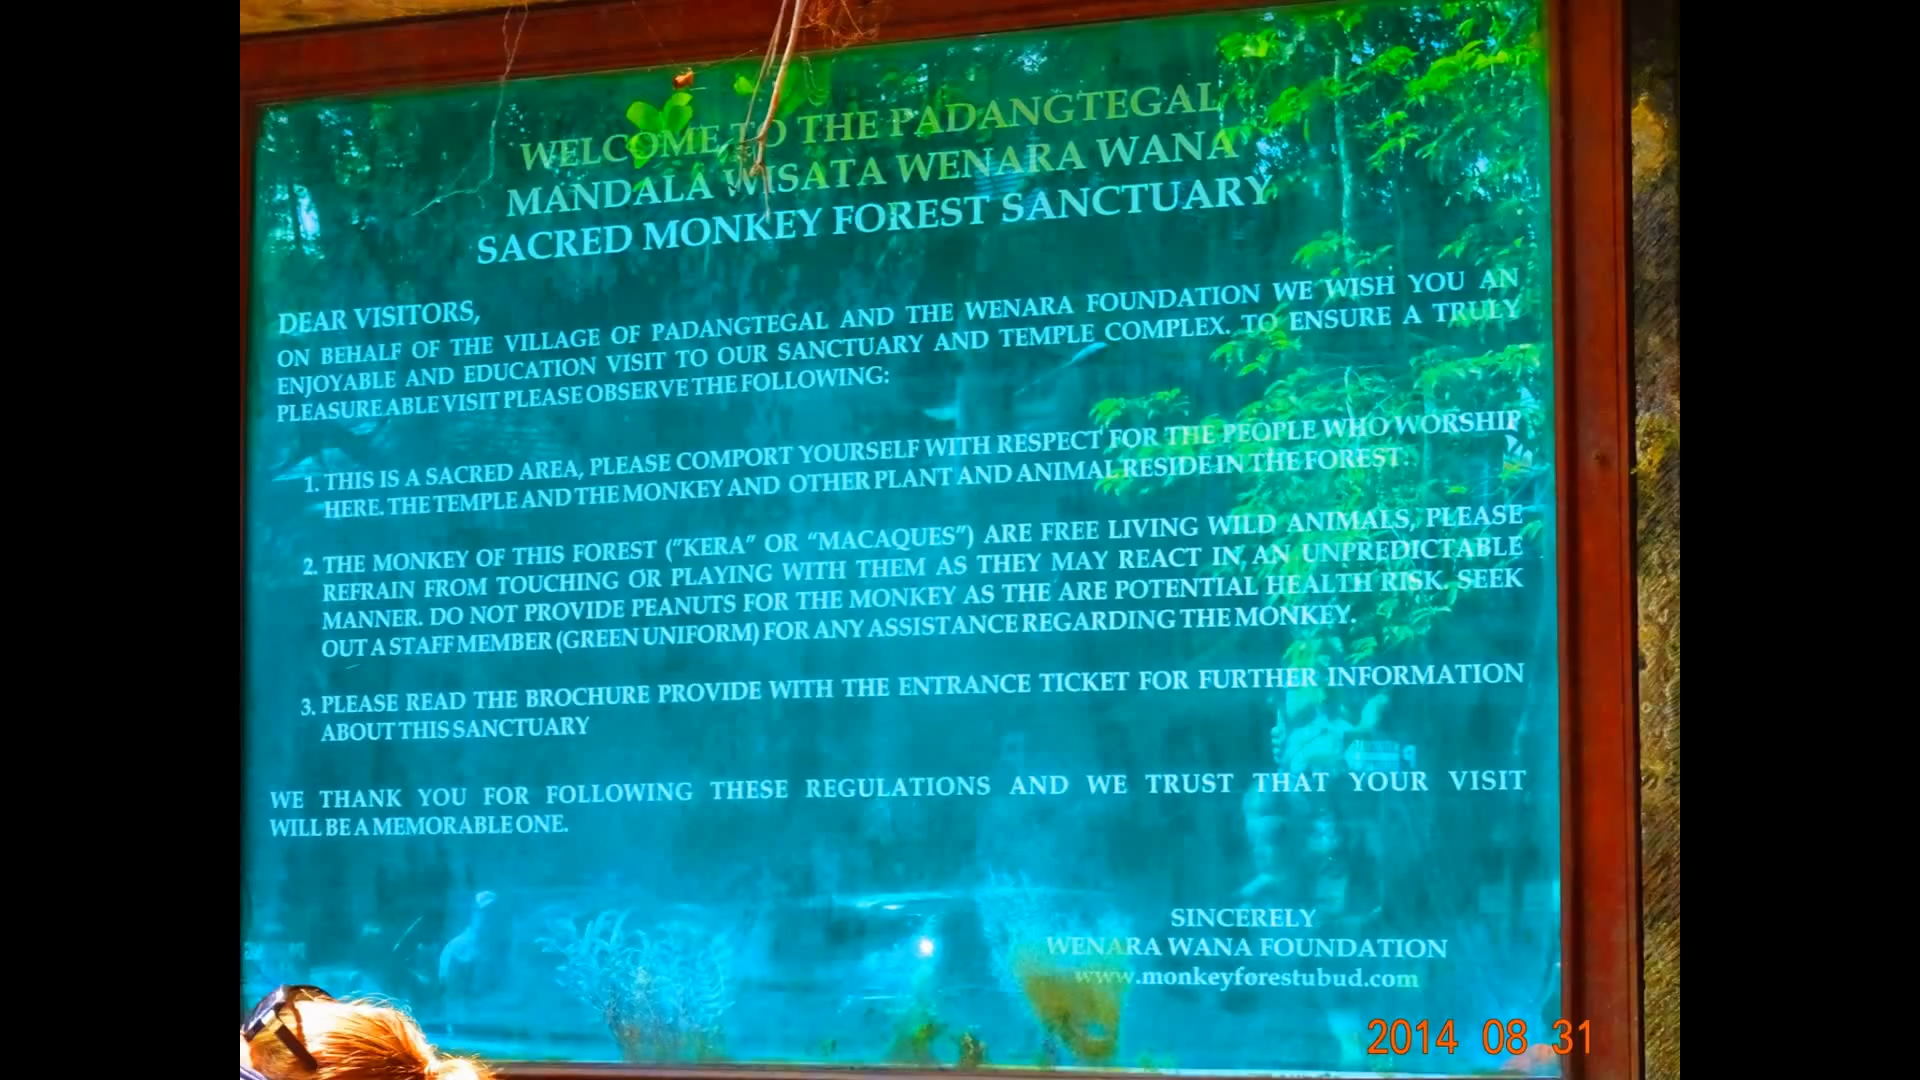 WELCOME TO THE PADANGTEGAL
MANDALA WISATA WENARA WANA
SACRED MONKEY FOREST SANCTUARY
DEAR VISITORS,
ON BEHALF OF THE VILLAGE OF PADANGTEGAL AND THE WENARA FOUNDATION WE WISH YOU AN
ENJOYABLE AND EDUCATION VISIT TO OUR SANCTUARY AND TEMPLE COMPLEX. TO ENSURE A TRULY
PLEASURE ABLE VISIT PLEASE OBSERVE THE FOLLOWING:
1. THIS IS A SACRED AREA, PLEASE COMPORT YOURSELF WITH RESPECT FOR THE PEOPLE WHO WORSHIP
HERE. THE TEMPLE AND THE MONKEY AND OTHER PLANT AND ANIMAL RESIDE IN THE FOREST.
2. THE MONKEY OF THIS FOREST ("KERA" OR "MACAQUES") ARE FREE LIVING WILD ANIMALS, PLEASE
REFRAIN FROM TOUCHING OR PLAYING WITH THEM AS THEY MAY REACT IN AN UNPREDICTABLE
MANNER. DO NOT PROVIDE PEANUTS FOR THE MONKEY AS THE ARE POTENTIAL HEALTH RISK. SEEK
OUT A STAFF MEMBER (GREEN UNIFORM) FOR ANY ASSISTANCE REGARDING THE MONKEY.
3. PLEASE READ THE BROCHURE PROVIDE WITH THE ENTRANCE TICKET FOR FURTHER INFORMATION
ABOUT THIS SANCTUARY
WE THANK YOU FOR FOLLOWING THESE REGULATIONS AND WE TRUST THAT YOUR VISIT
WILL BE A MEMORABLE ONE.
SINCERELY
WENARA WANA FOUNDATION
www.monkeyforestubud.com
2014 08 31